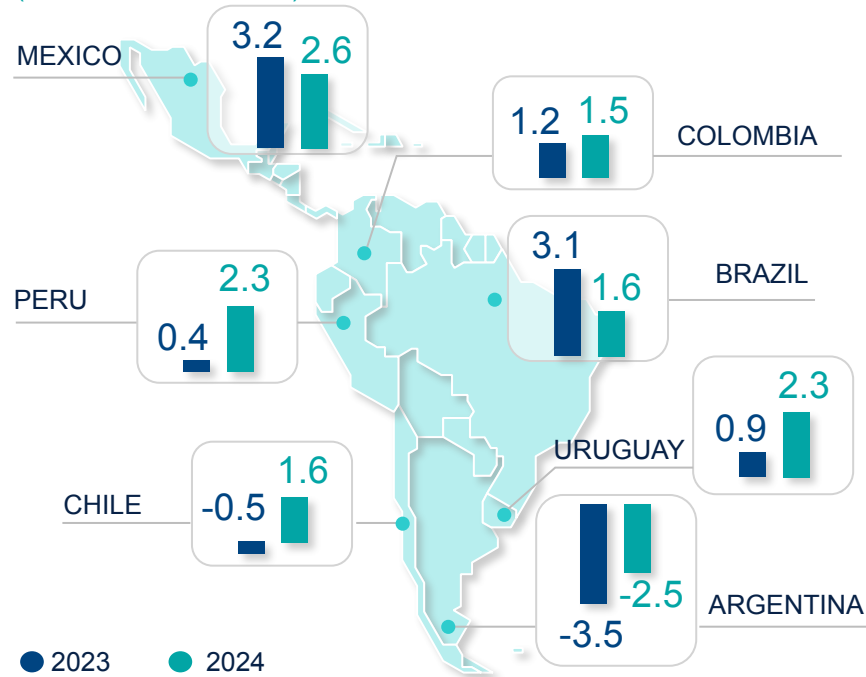 MEXICO
3.2
2.6
1.2
1.5
COLOMBIA
3.1
1.6
BRAZIL
PERU
0.4
2.3
URUGUAY
0.9
2.3
CHILE
-0.5
1.6
-3.5
-2.5
ARGENTINA
2023
2024